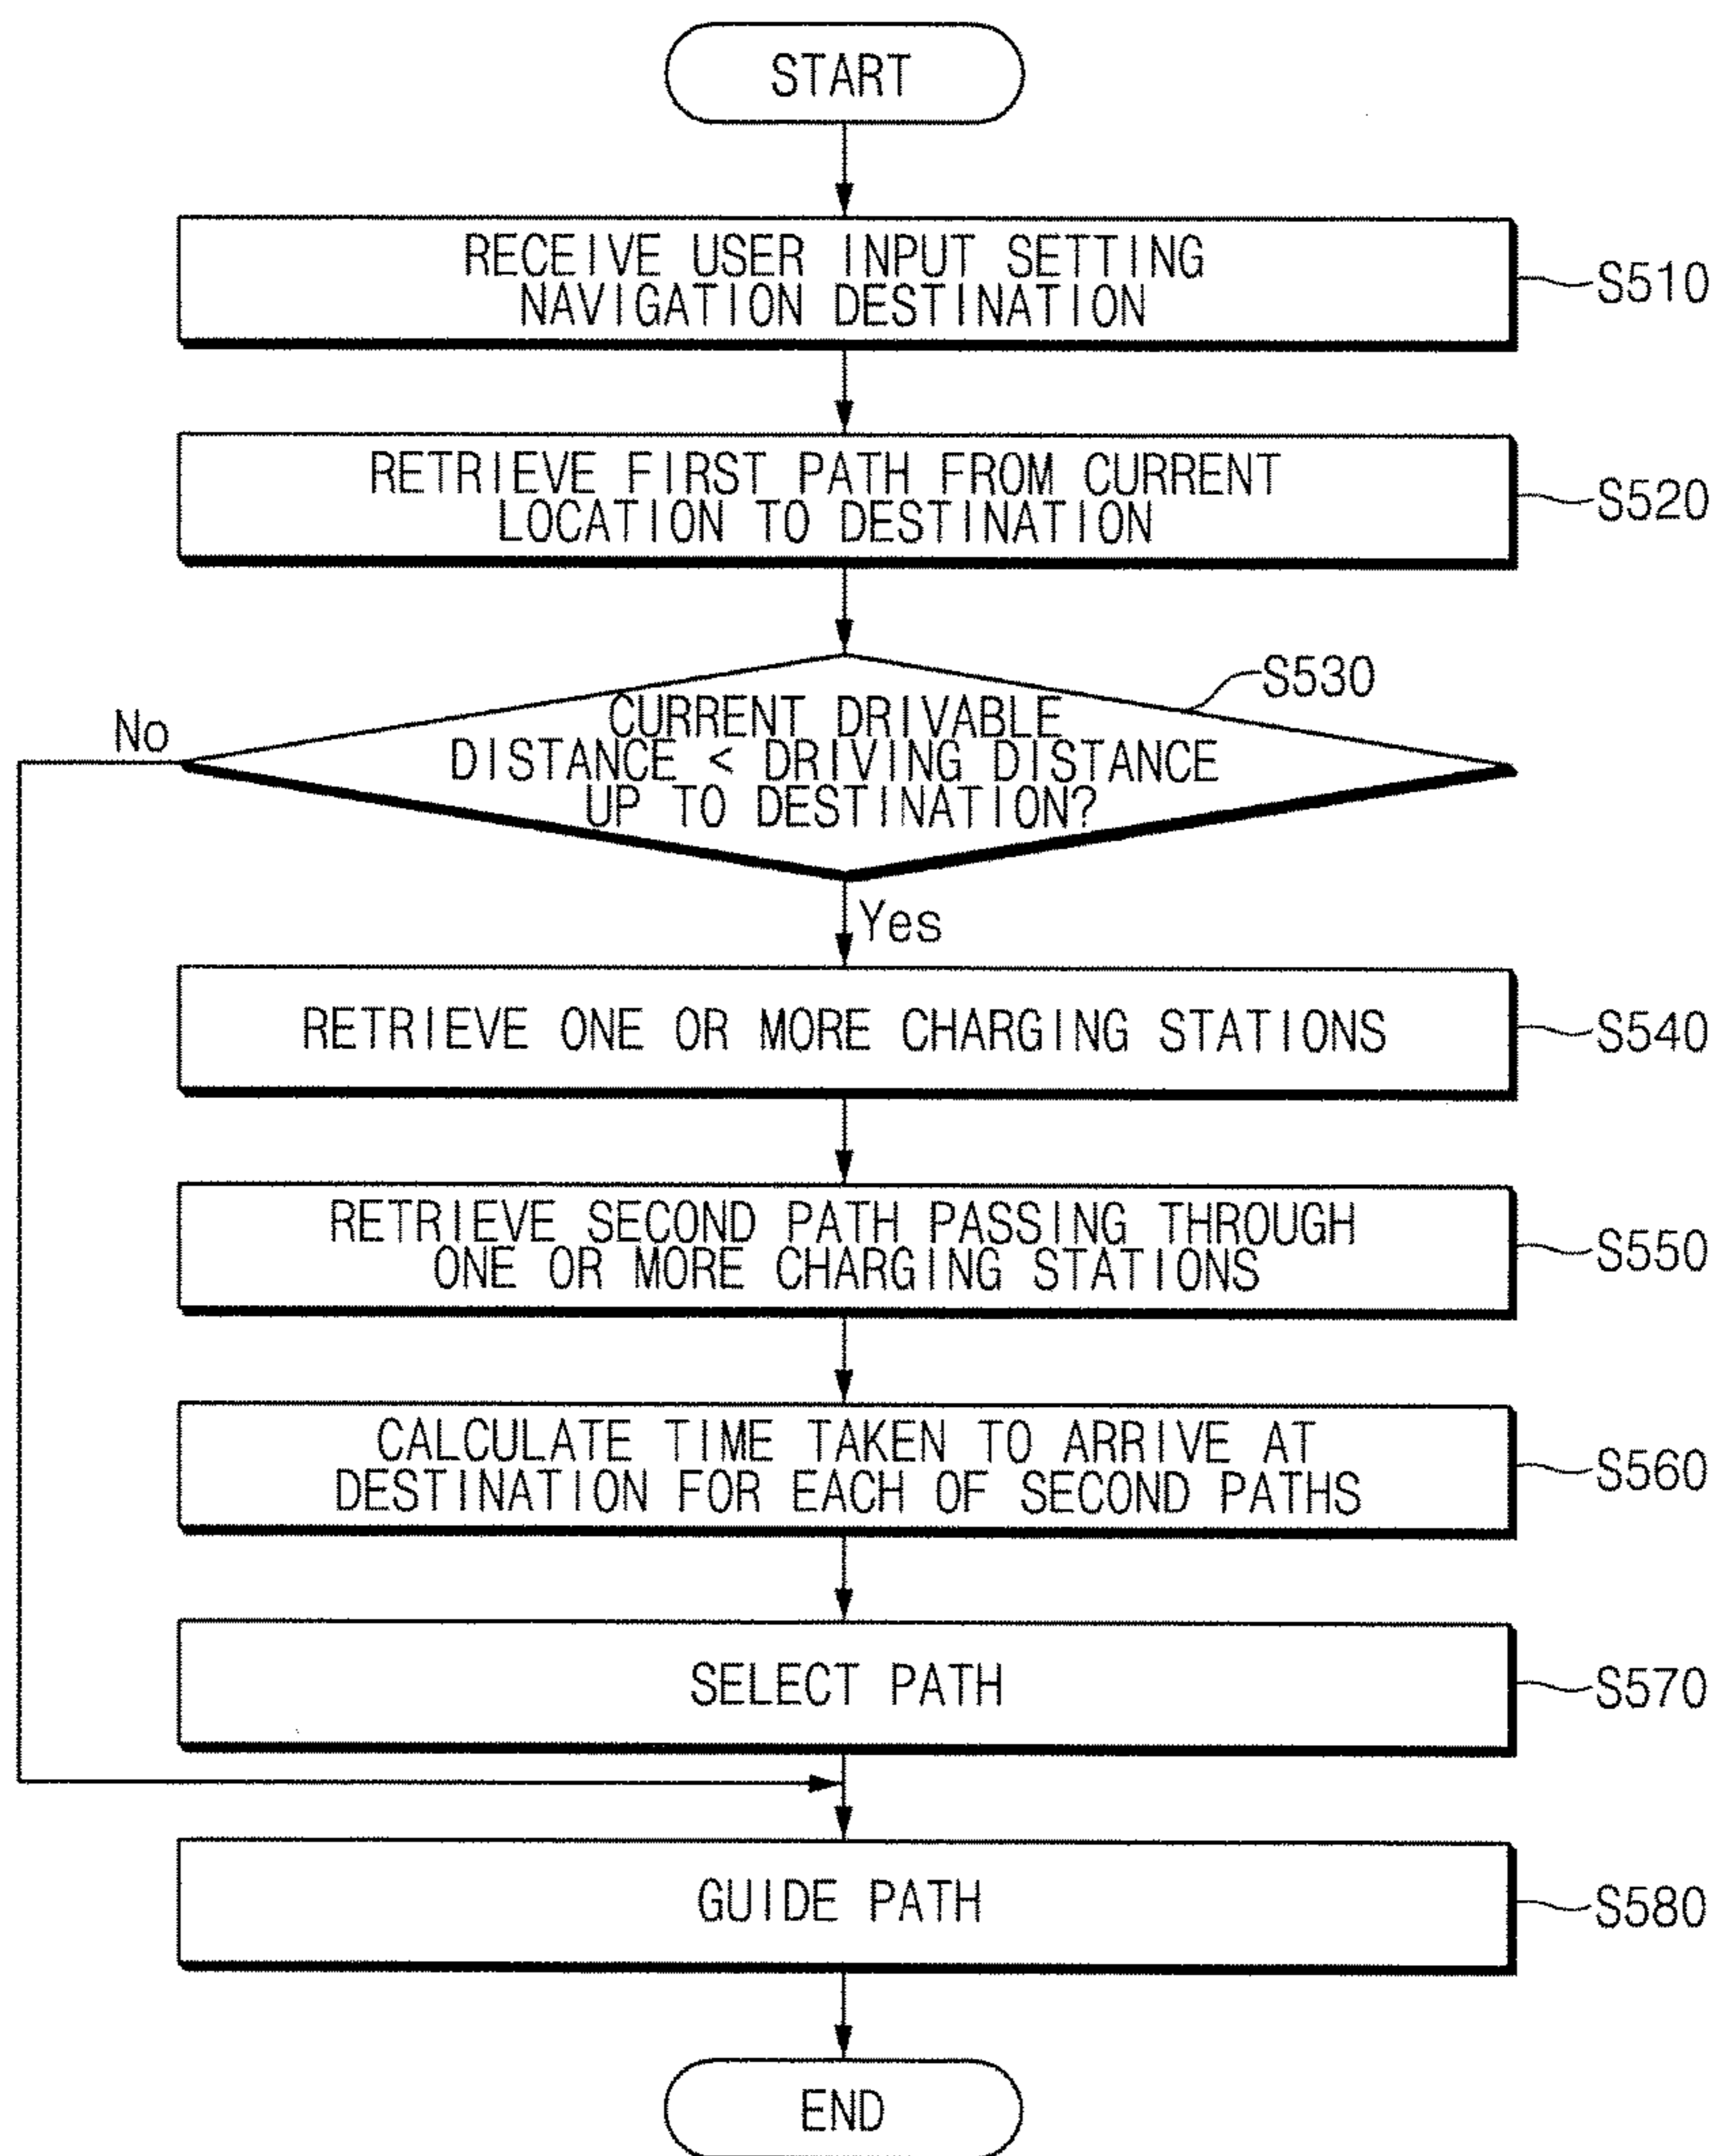 START
RECEIVE USER INPUT SETTING
NAVIGATION DESTINATION
S510
RETRIEVE FIRST PATH FROM CURRENT
LOCATION TO DESTINATION
S520
S530
CURRENT DRIVABLE
DISTANCE < DRIVING DISTANCE
UP TO DESTINATION?
No
Yes
RETRIEVE ONE OR MORE CHARGING STATIONS
S540
RETRIEVE SECOND PATH PASSING THROUGH
ONE OR MORE CHARGING STATIONS
S550
CALCULATE TIME TAKEN TO ARRIVE AT
DESTINATION FOR EACH OF SECOND PATHS
S560
SELECT PATH
S570
GUIDE PATH
S580
END